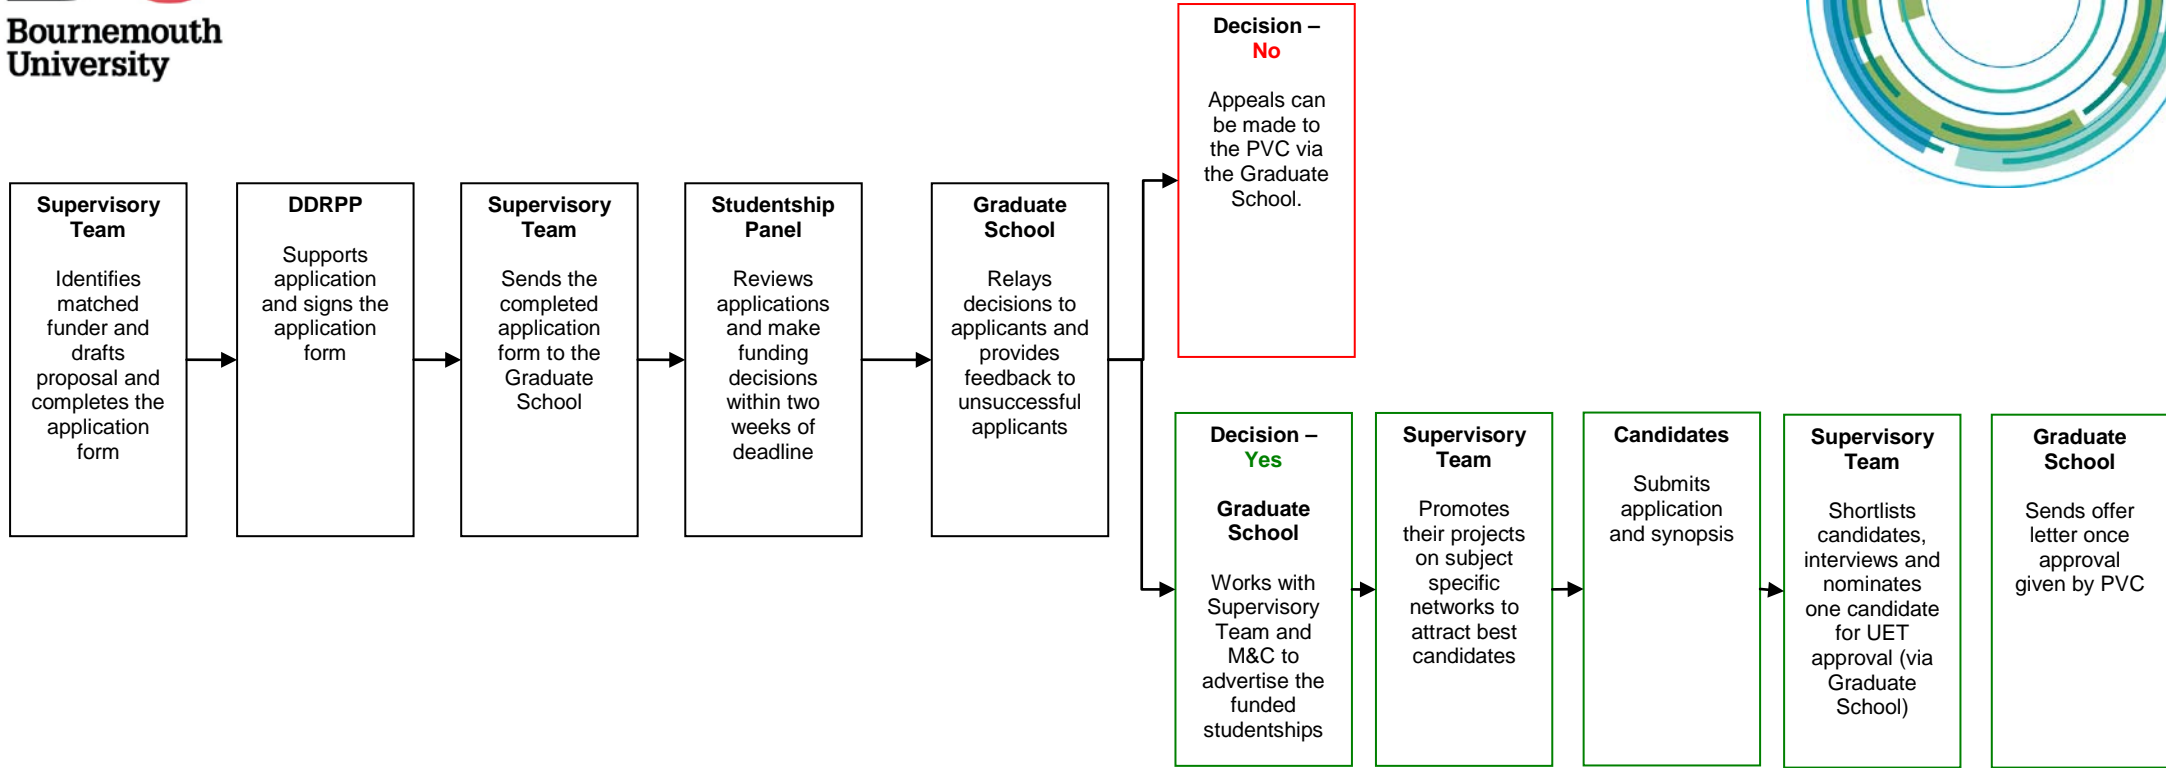 Bournemouth
University
Supervisory
Team
Identifies
matched
funder and
drafts
proposal and
completes the
application
form
DDRPP
Supports
application
and signs the
application
form
Supervisory
Team
Sends the
completed
application
form to the
Graduate
School
Studentship
Panel
Reviews
applications
and make
funding
decisions
within two
weeks of
deadline
Graduate
School
Relays
decisions to
applicants and
provides
feedback to
unsuccessful
applicants
Decision –
No
Appeals can
be made to
the PVC via
the Graduate
School.
Decision –
Yes
Graduate
School
Works with
Supervisory
Team and
M&C to
advertise the
funded
studentships
Supervisory
Team
Promotes
their projects
on subject
specific
networks to
attract best
candidates
Candidates
Submits
application
and synopsis
Supervisory
Team
Shortlists
candidates,
interviews and
nominates
one candidate
for UET
approval (via
Graduate
School)
Graduate
School
Sends offer
letter once
approval
given by PVC